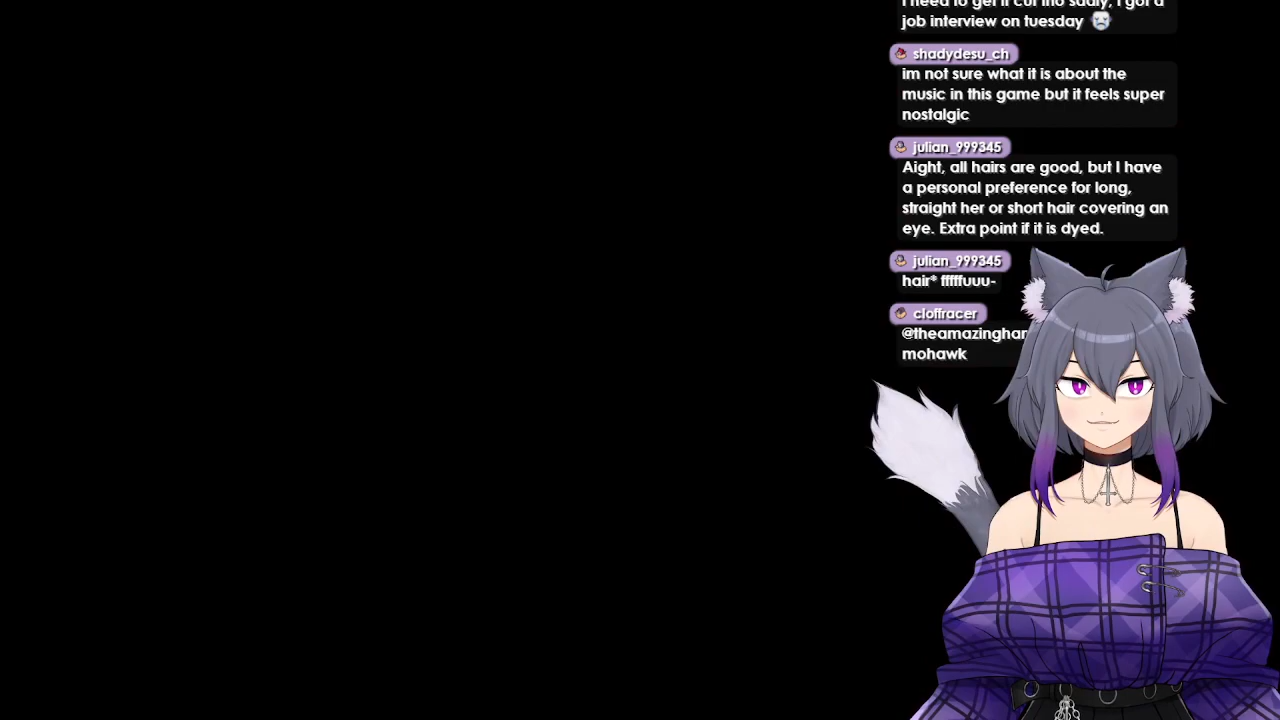 job interview on tuesday
shadydesu_ch
im not sure what it is about the
music in this game but it feels super
nostalgic
julian_999345
Aight, all hairs are good, but I have
a personal preference for long,
straight her or short hair covering an
eye. Extra point if it is dyed.
julian_999345
hair* fffffuuu-
cloffracer
mohawk